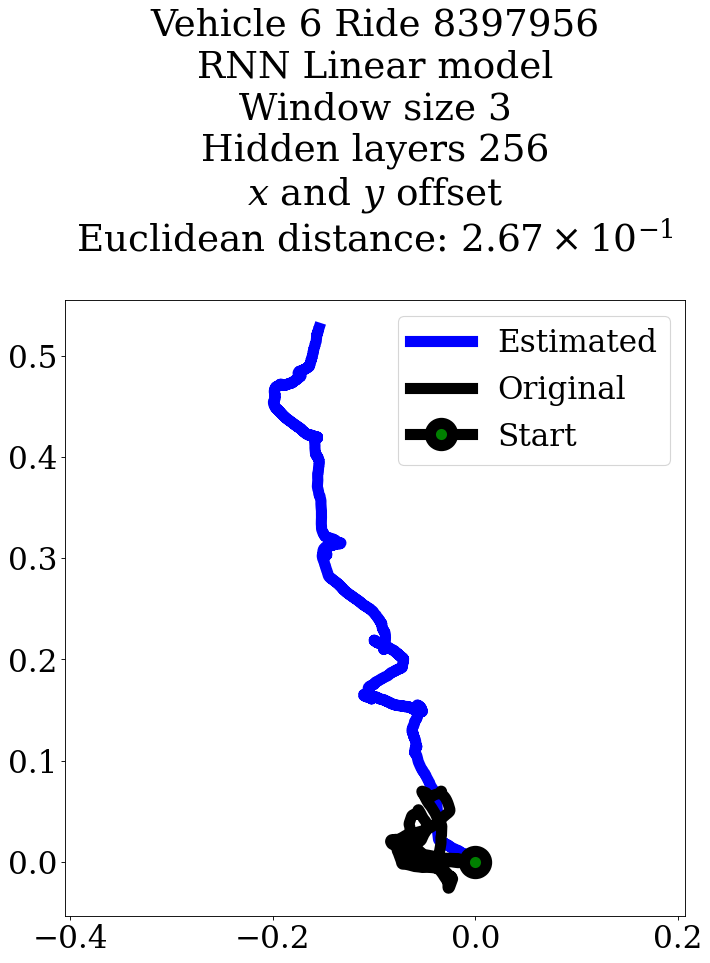 Vehicle 6 Ride 8397956
RNN Linear model
Window size 3
Hidden layers 256
x and y offset
Euclidean distance: 2.67 × 10⁻¹
Estimated
Original
Start
0.5
0.4
0.3
0.2
0.1
0.0
−0.4 −0.2 0.0 0.2